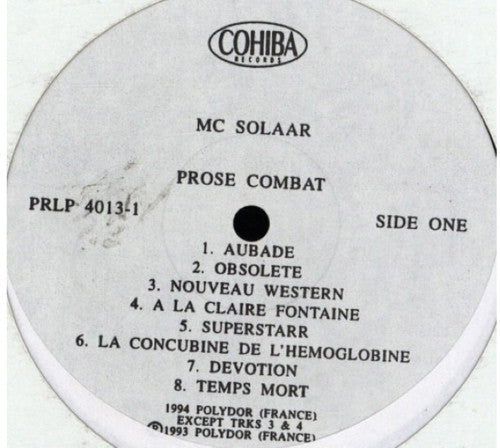 COHIBA
RECORDS
MC SOLAAR
PROSE COMBAT
PRLP 4013-1
SIDE ONE
1. AUBADE
2. OBSOLETE
3. NOUVEAU WESTERN
4. A LA CLAIRE FONTAINE
5. SUPERSTARR
6. LA CONCUBINE DE L'HEMOGLOBINE
7. DEVOTION
8. TEMPS MORT
1994 POLYDOR (FRANCE)
EXCEPT TRKS 3 & 4
℗1993 POLYDOR (FRANCE)